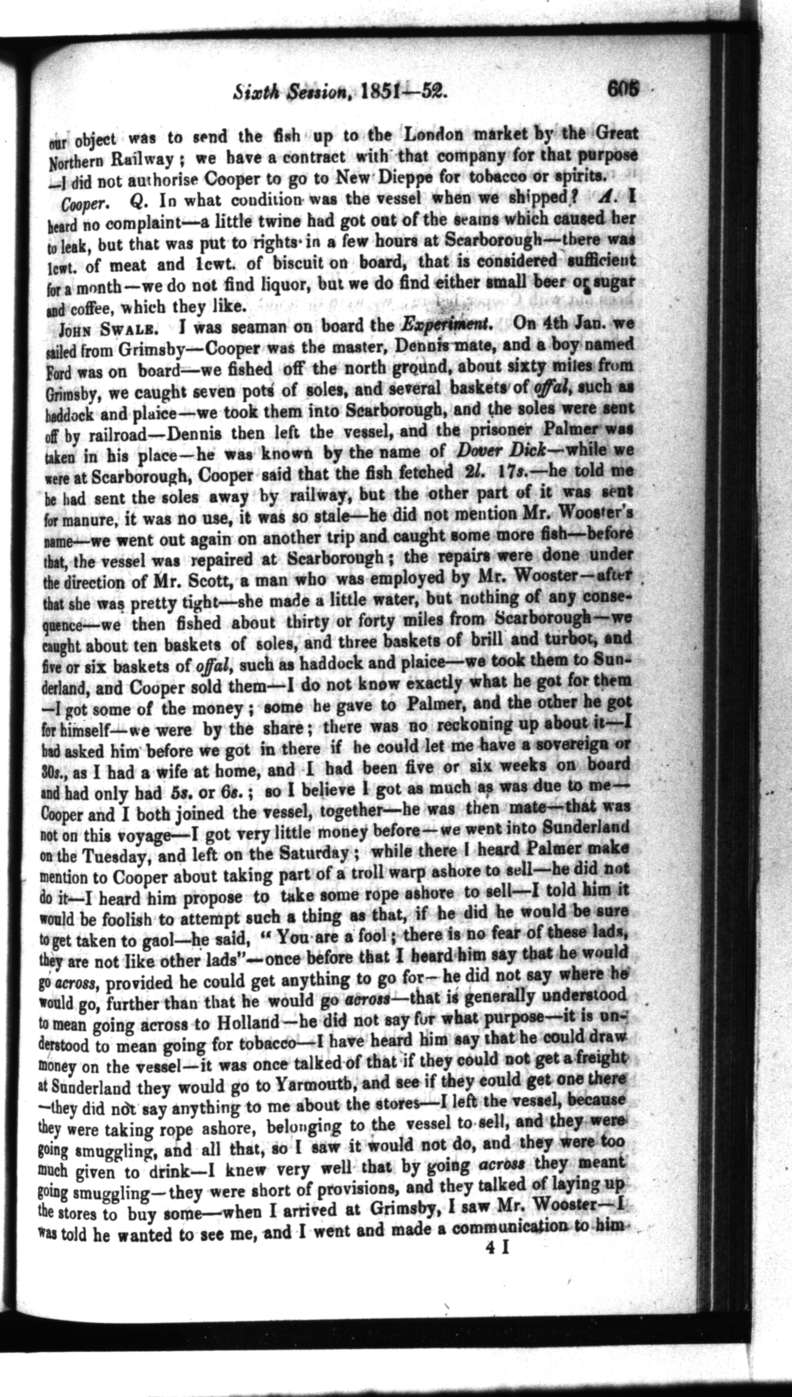 Sixth Session, 1851—52. 605
our object was to send the fish up to the London market by the Great
Northern Railway; we have a contract with that company for that purpose
—I did not authorise Cooper to go to New Dieppe for tobacco or spirits.
Cooper. Q. In what condition was the vessel when we shipped? A. I
heard no complaint—a little twine had got out of the seams which caused her
to leak, but that was put to rights in a few hours at Scarborough—there was
1cwt. of meat and 1cwt. of biscuit on board, that is considered sufficient
for a month—we do not find liquor, but we do find either small beer or sugar
and coffee, which they like.
JOHN SWALE. I was seaman on board the Experiment. On 4th Jan. we
sailed from Grimsby—Cooper was the master, Dennis mate, and a boy named
Ford was on board—we fished off the north ground, about sixty miles from
Grimsby, we caught seven pots of soles, and several baskets of offal, such as
haddock and plaice—we took them into Scarborough, and the soles were sent
off by railroad—Dennis then left the vessel, and the prisoner Palmer was
taken in his place—he was known by the name of Dover Dick—while we
were at Scarborough, Cooper said that the fish fetched 2l. 17s.—he told me
he had sent the soles away by railway, but the other part of it was sent
for manure, it was no use, it was so stale—he did not mention Mr. Wooster's
name—we went out again on another trip and caught some more fish—before
that, the vessel was repaired at Scarborough; the repairs were done under
the direction of Mr. Scott, a man who was employed by Mr. Wooster—after
that she was pretty tight—she made a little water, but nothing of any conse-
quence—we then fished about thirty or forty miles from Scarborough—we
caught about ten baskets of soles, and three baskets of brill and turbot, and
five or six baskets of offal, such as haddock and plaice—we took them to Sun-
derland, and Cooper sold them—I do not know exactly what he got for them
—I got some of the money; some he gave to Palmer, and the other he got
for himself—we were by the share; there was no reckoning up about it—I
had asked him before we got in there if he could let me have a sovereign or
30s., as I had a wife at home, and I had been five or six weeks on board
and had only had 5s. or 6s.; so I believe I got as much as was due to me—
Cooper and I both joined the vessel, together—he was then mate—that was
not on this voyage—I got very little money before—we went into Sunderland
on the Tuesday, and left on the Saturday; while there I heard Palmer make
mention to Cooper about taking part of a troll warp ashore to sell—he did not
do it—I heard him propose to take some rope ashore to sell—I told him it
would be foolish to attempt such a thing as that, if he did he would be sure
to get taken to gaol—he said, "You are a fool; there is no fear of these lads,
they are not like other lads"—once before that I heard him say that he would
go across, provided he could get anything to go for—he did not say where he
would go, further than that he would go across—that is generally understood
to mean going across to Holland—he did not say for what purpose—it is un-
derstood to mean going for tobacco—I have heard him say that he could draw
money on the vessel—it was once talked of that if they could not get a freight
at Sunderland they would go to Yarmouth, and see if they could get one there
—they did not say anything to me about the stores—I left the vessel, because
they were taking rope ashore, belonging to the vessel to sell, and they were
going smuggling, and all that, so I saw it would not do, and they were too
much given to drink—I knew very well that by going across they meant
going smuggling—they were short of provisions, and they talked of laying up
the stores to buy some—when I arrived at Grimsby, I saw Mr. Wooster—I
was told he wanted to see me, and I went and made a communication to him
4 I